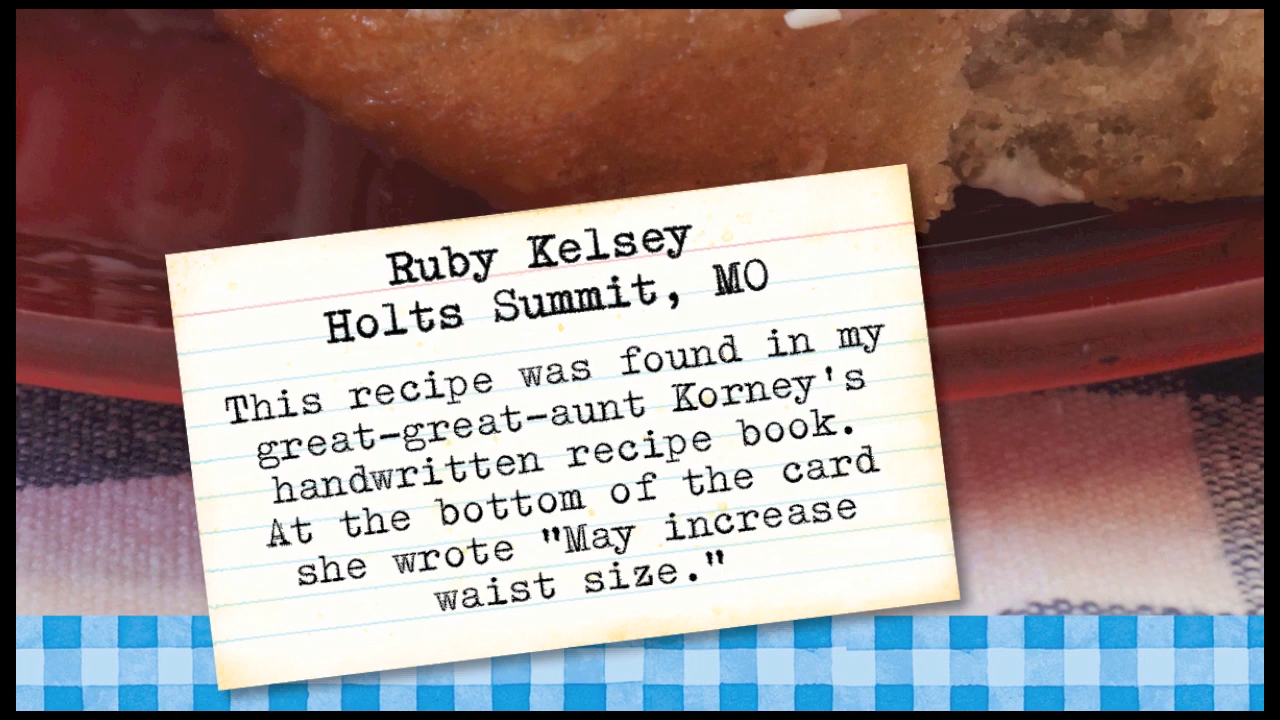 Ruby Kelsey
Holts Summit, MO
This recipe was found in my
great-great-aunt Korney's
handwritten recipe book.
At the bottom of the card
she wrote "May increase
waist size."